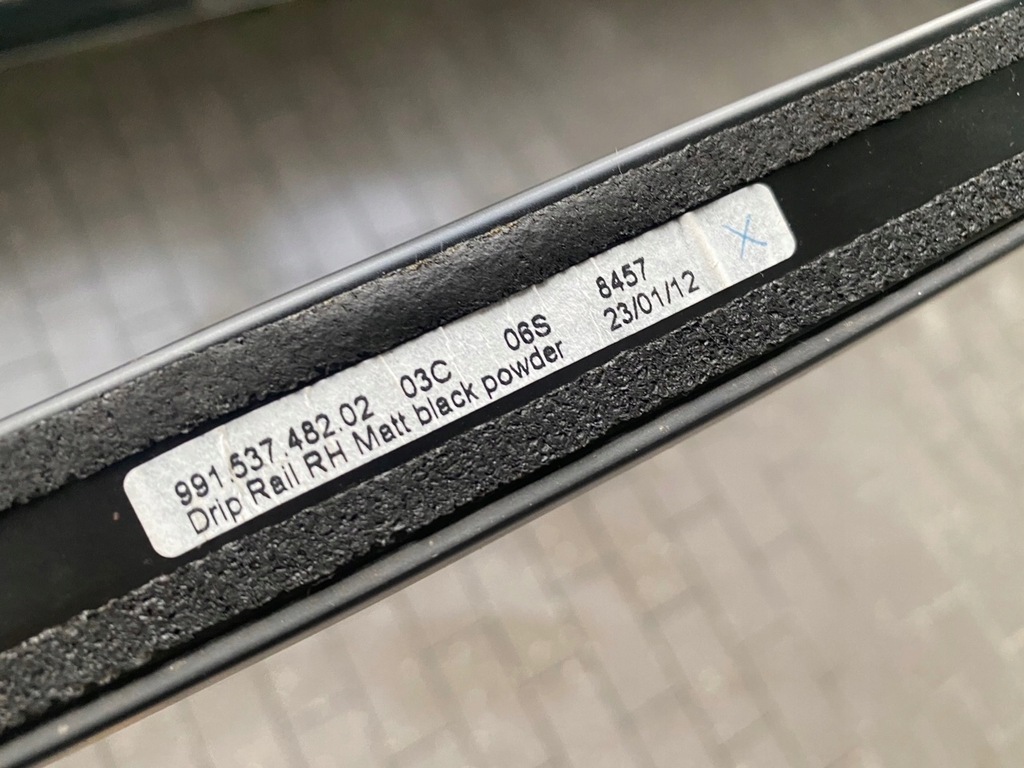 991.537.482.02 03C 06S 8457
Drip Rail RH Matt black powder 23/01/12
X